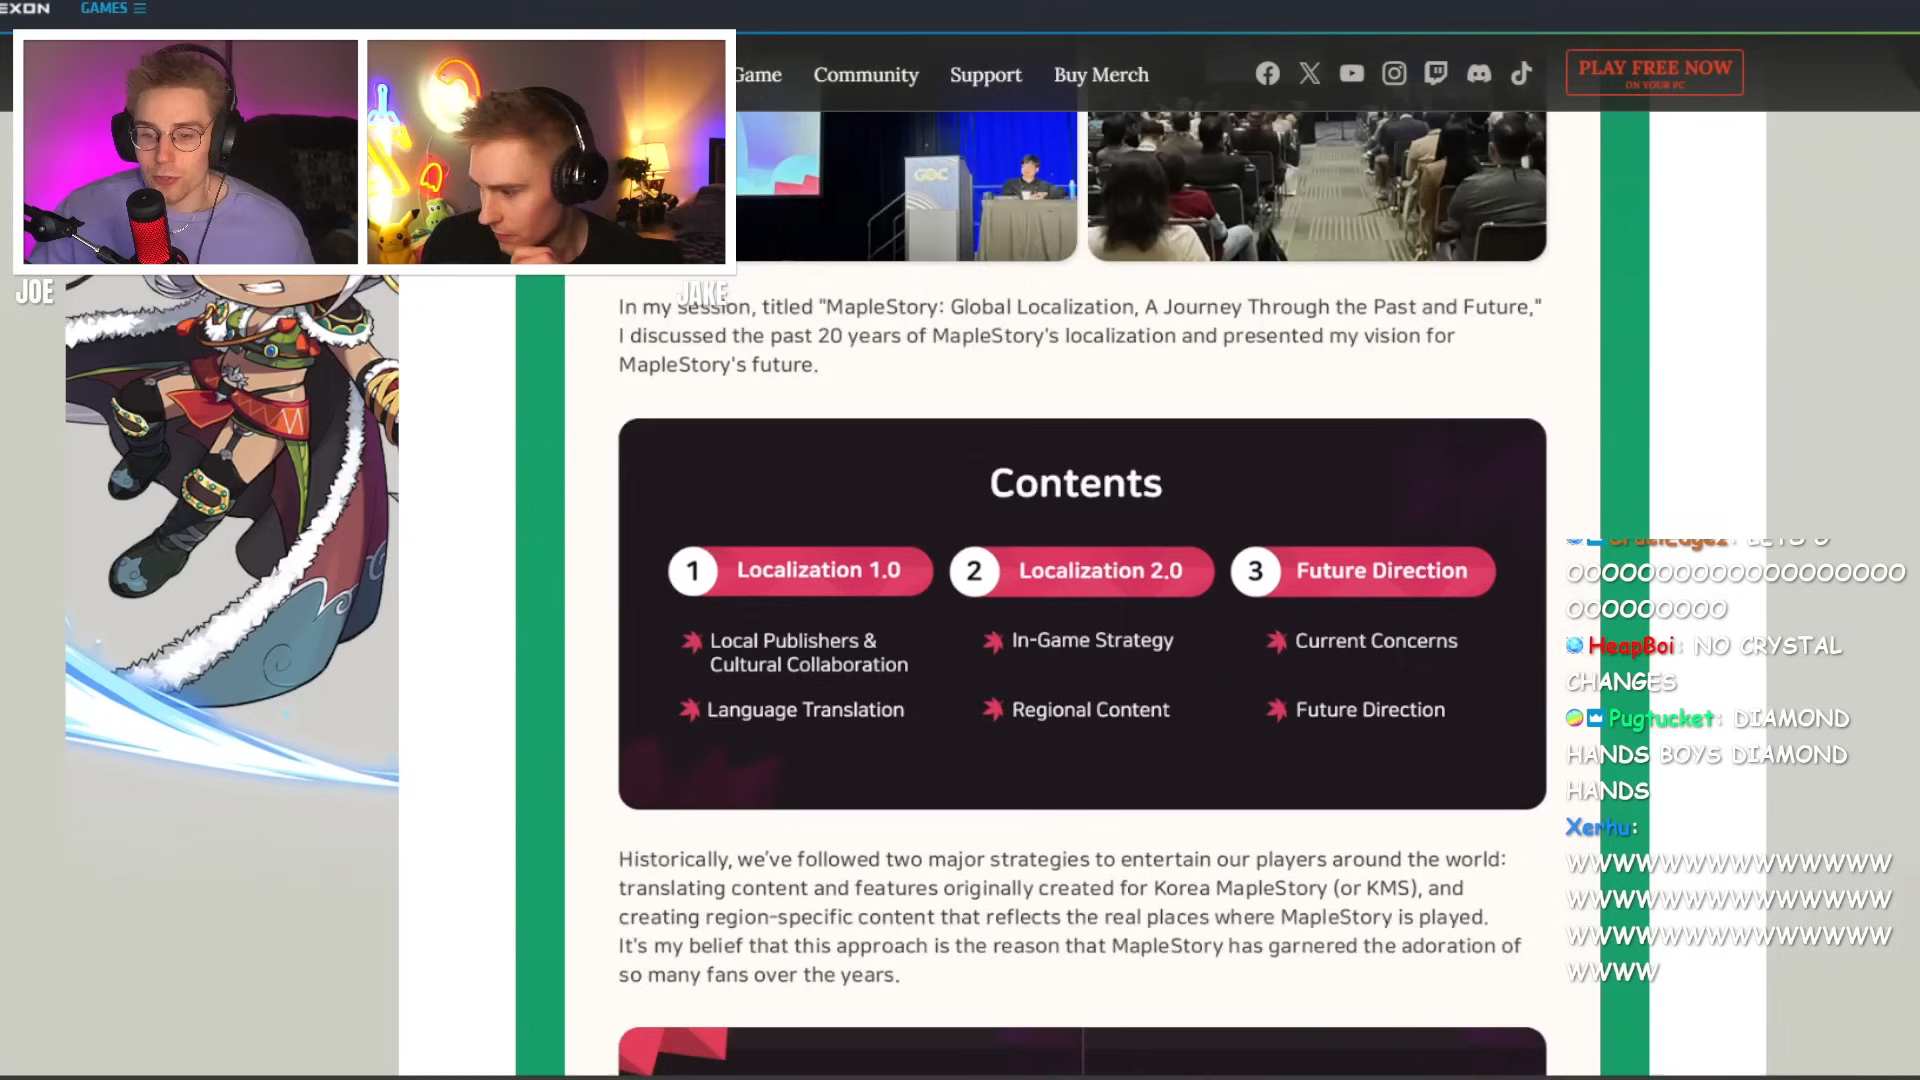 EXON
GAMES
Game
Community
Support
Buy Merch
PLAY FREE NOW
ON YOUR PC
GDC
JOE
JAKE
In my session, titled "MapleStory: Global Localization, A Journey Through the Past and Future,"
I discussed the past 20 years of MapleStory's localization and presented my vision for
MapleStory's future.
Contents
1 Localization 1.0
Local Publishers &
Cultural Collaboration
Language Translation
2 Localization 2.0
In-Game Strategy
Regional Content
3 Future Direction
Current Concerns
Future Direction
Historically, we've followed two major strategies to entertain our players around the world:
translating content and features originally created for Korea MapleStory (or KMS), and
creating region-specific content that reflects the real places where MapleStory is played.
It's my belief that this approach is the reason that MapleStory has garnered the adoration of
so many fans over the years.
OOOOOOOOOOOOOOOOOOO
OOOOOOOOO
HeapBoi: NO CRYSTAL
CHANGES
Pugtucket: DIAMOND
HANDS BOYS DIAMOND
HANDS
Xerhu:
WWWWWWWWWWWWWW
WWWWWWWWWWWWWW
WWWWWWWWWWWWWW
WWWW